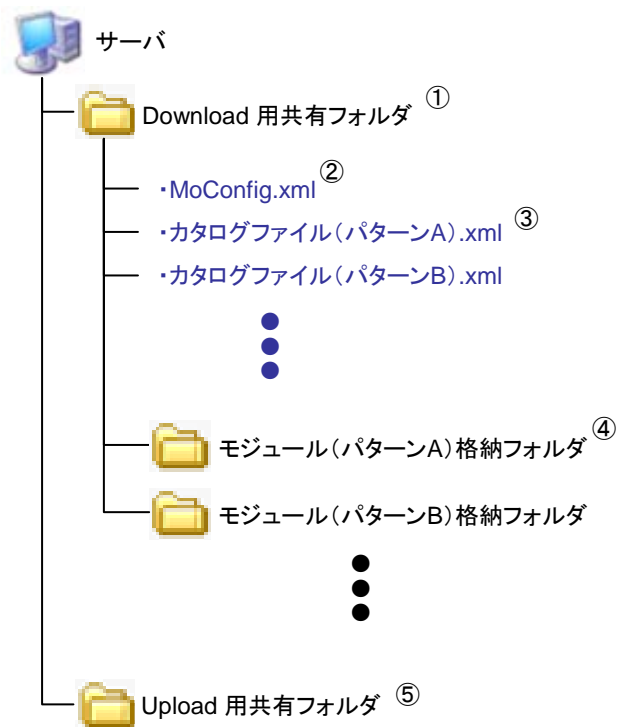 サーバ
Download 用共有フォルダ ①
・MoConfig.xml ②
・カタログファイル（パターンA）.xml ③
・カタログファイル（パターンB）.xml
モジュール（パターンA）格納フォルダ ④
モジュール（パターンB）格納フォルダ
Upload 用共有フォルダ ⑤